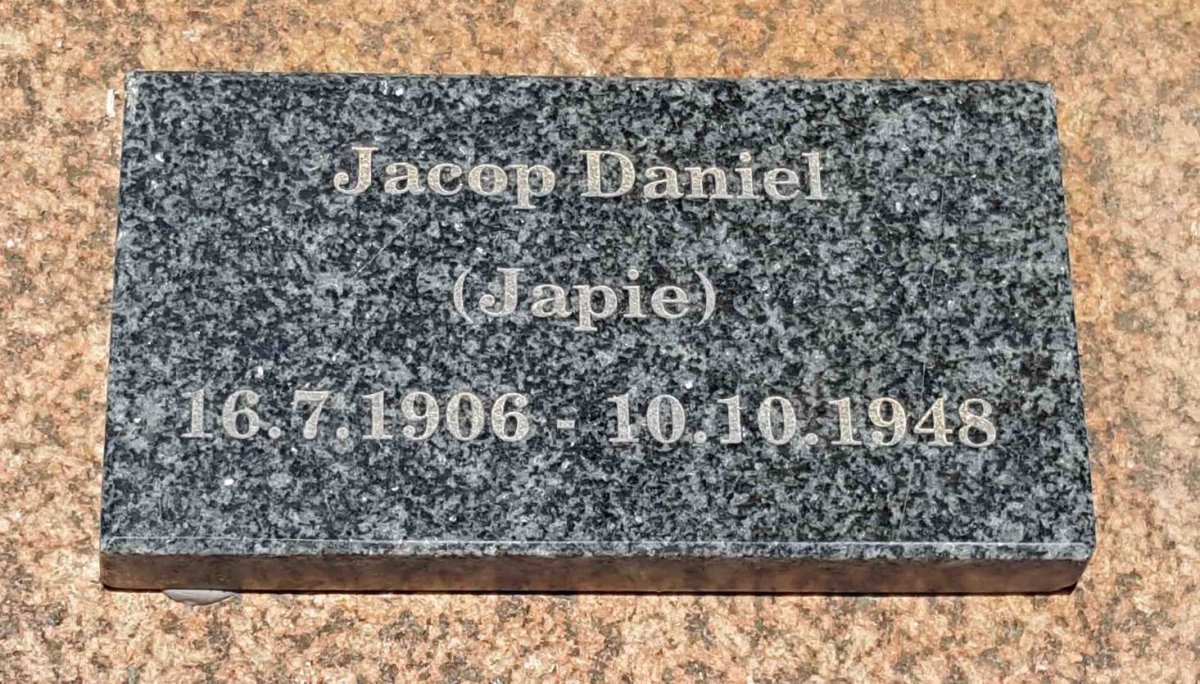 Jacop Daniel
(Japie)
16.7.1906 - 10.10.1948